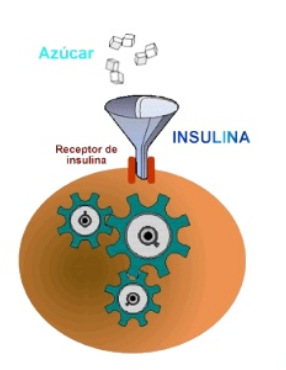 Azúcar
INSULINA
Receptor de
insulina